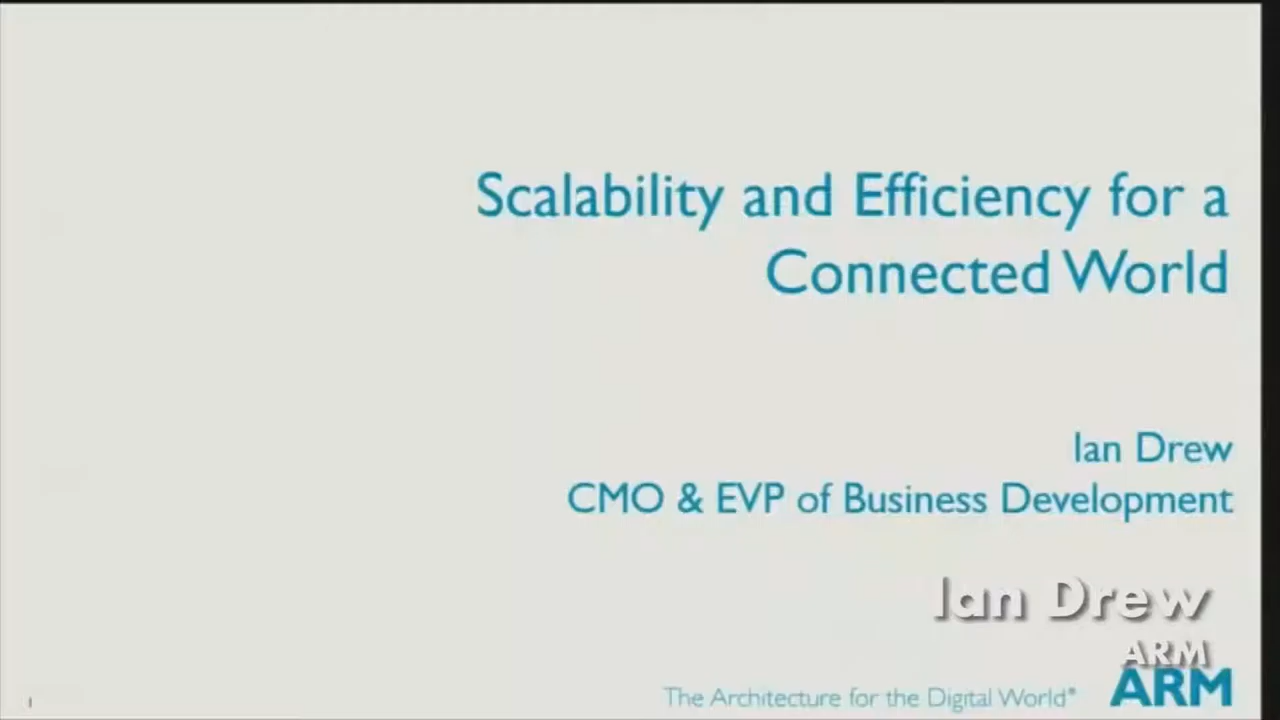 Scalability and Efficiency for a
Connected World
Ian Drew
CMO & EVP of Business Development
Ian Drew
ARM
The Architecture for the Digital World®
ARM
1